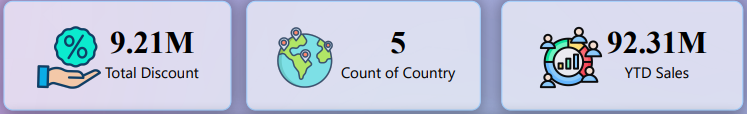 9.21M
Total Discount
5
Count of Country
92.31M
YTD Sales